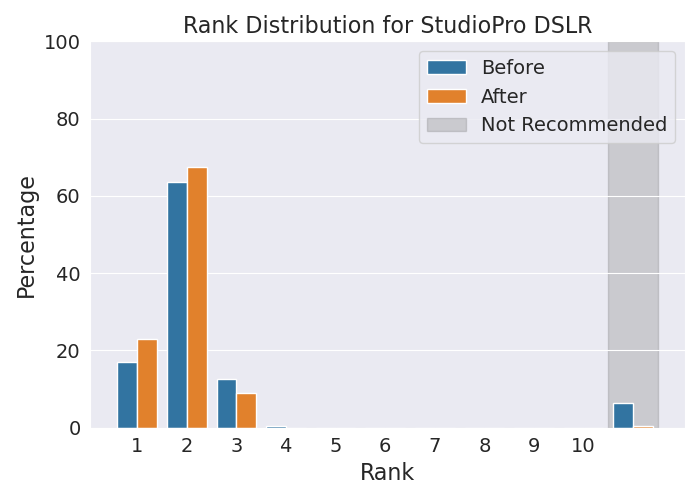 Rank Distribution for StudioPro DSLR
100
80
60
40
20
0
Percentage
Before
After
Not Recommended
1 2 3 4 5 6 7 8 9 10
Rank